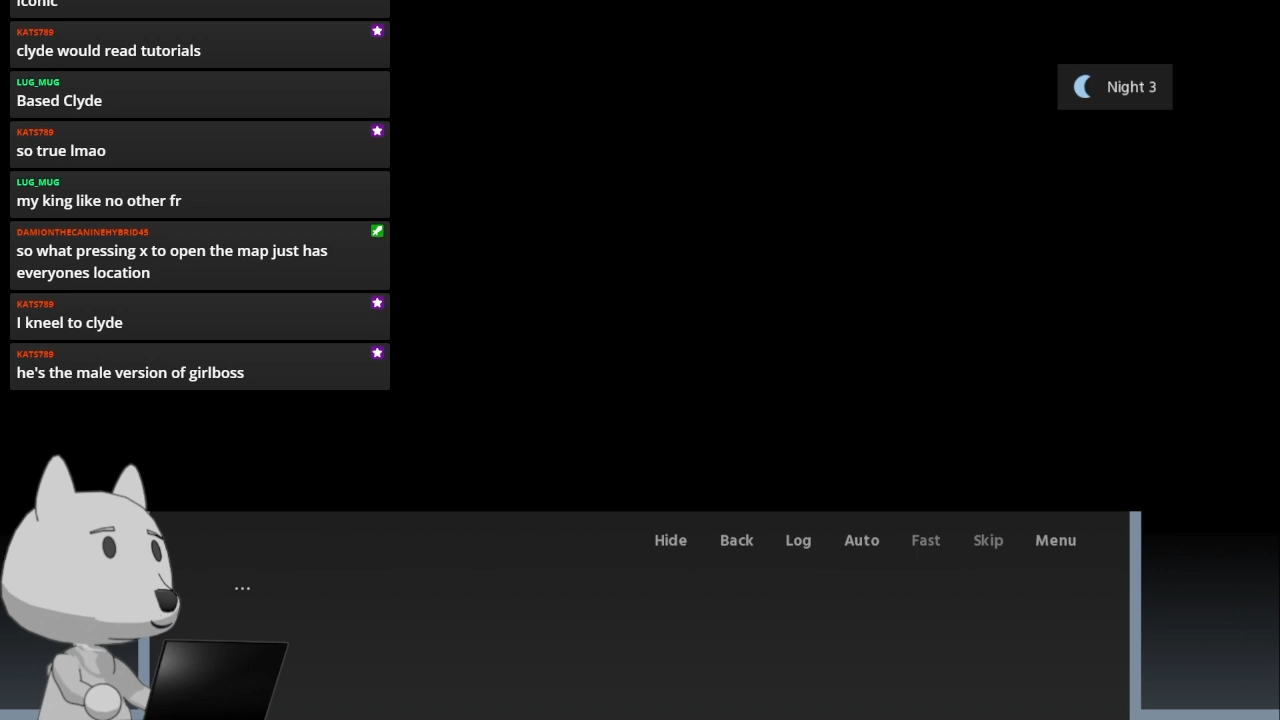 iconic
KATS789
clyde would read tutorials
LUG_MUG
Based Clyde
KATS789
so true lmao
LUG_MUG
my king like no other fr
DAMIONTHECANINEHYBRID45
so what pressing x to open the map just has
everyones location
KATS789
I kneel to clyde
KATS789
he's the male version of girlboss
Night 3
Hide Back Log Auto Fast Skip Menu
...